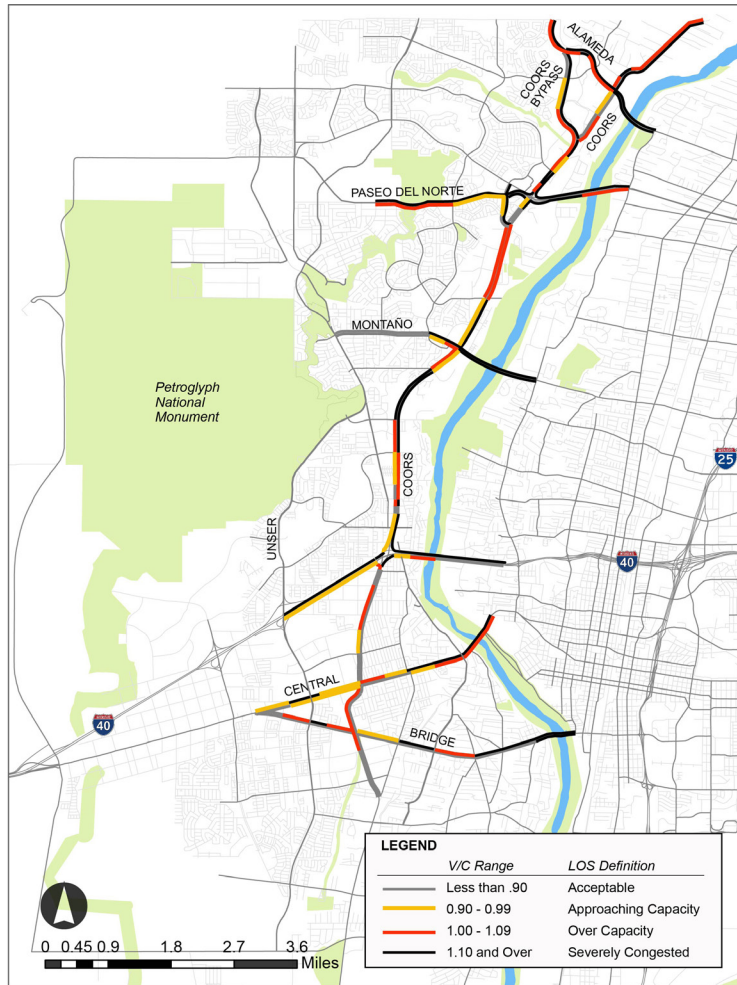 ALAMEDA
COORS
BYPASS
COORS
PASEO DEL NORTE
MONTAÑO
Petroglyph
National
Monument
COORS
25
UNSER
40
CENTRAL
40
BRIDGE
LEGEND
V/C Range LOS Definition
Less than .90 Acceptable
0.90 - 0.99 Approaching Capacity
1.00 - 1.09 Over Capacity
1.10 and Over Severely Congested
0 0.45 0.9 1.8 2.7 3.6
Miles